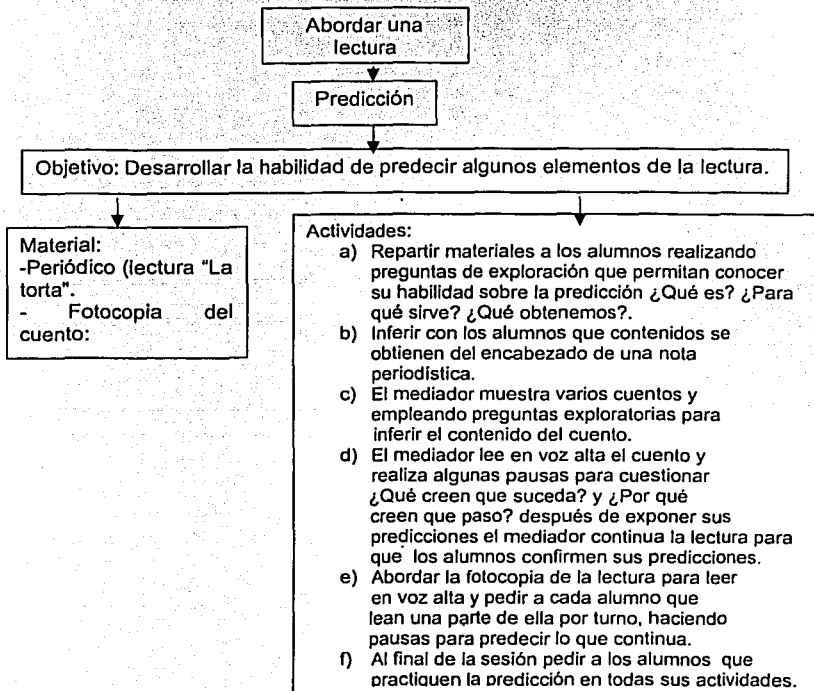 Abordar una
lectura
Predicción
Objetivo: Desarrollar la habilidad de predecir algunos elementos de la lectura.
Material:
-Periódico (lectura "La
torta".
- Fotocopia del
cuento:
Actividades:
a) Repartir materiales a los alumnos realizando
preguntas de exploración que permitan conocer
su habilidad sobre la predicción ¿Qué es? ¿Para
qué sirve? ¿Qué obtenemos?.
b) Inferir con los alumnos que contenidos se
obtienen del encabezado de una nota
periodística.
c) El mediador muestra varios cuentos y
empleando preguntas exploratorias para
inferir el contenido del cuento.
d) El mediador lee en voz alta el cuento y
realiza algunas pausas para cuestionar
¿Qué creen que suceda? y ¿Por qué
creen que paso? después de exponer sus
predicciones el mediador continua la lectura para
que los alumnos confirmen sus predicciones.
e) Abordar la fotocopia de la lectura para leer
en voz alta y pedir a cada alumno que
lean una parte de ella por turno, haciendo
pausas para predecir lo que continua.
f) Al final de la sesión pedir a los alumnos que
practiquen la predicción en todas sus actividades.